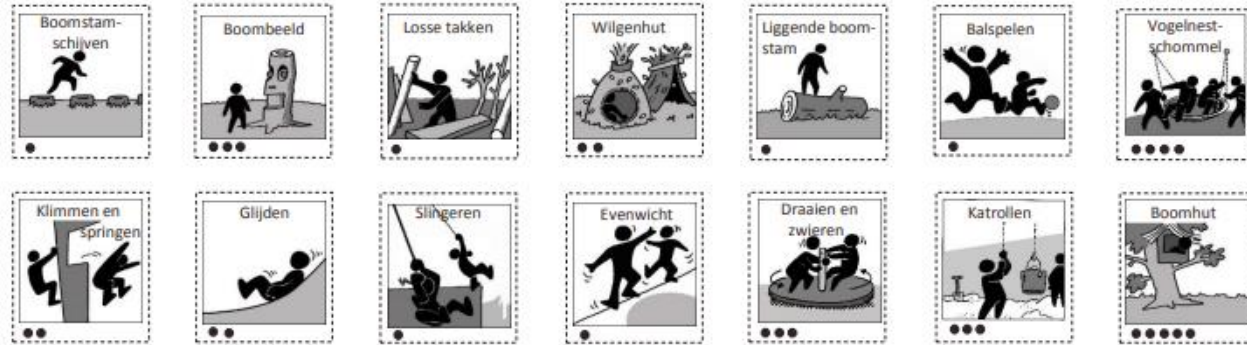 Boomstam-
schijven
Boombeeld
Losse takken
Wilgenhut
Liggende boom-
stam
Balspelen
Vogelnest-
schommel
Klimmen en
springen
Glijden
Slingeren
Evenwicht
Draaien en
zwieren
Katrollen
Boomhut